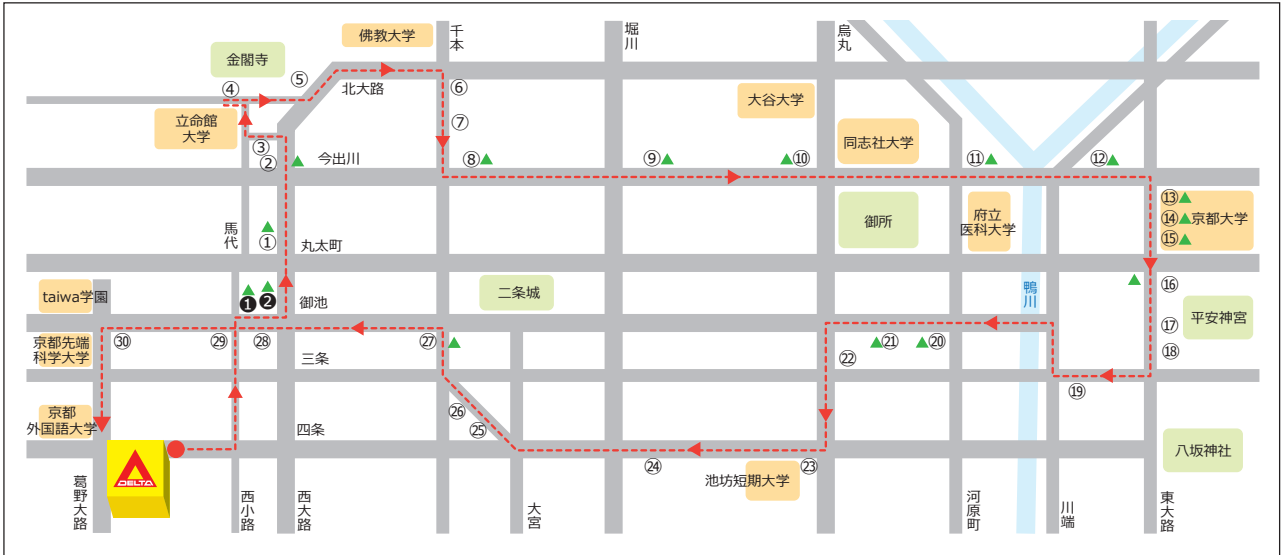 佛教大学
千本
堀川
烏丸
金閣寺
⑤
④
北大路
⑥
大谷大学
立命館
大学
⑦
同志社大学
③
②
今出川
⑧
⑨
⑩
⑪
⑫
⑬
⑭
京都大学
⑮
馬代
①
丸太町
御所
府立
医科大学
taiwa学園
❶
❷
御池
二条城
鴨川
⑯
平安神宮
⑰
⑱
京都先端
科学大学
㉚
㉙
㉘
三条
㉗
㉒
㉑
⑳
⑲
京都
外国語大学
四条
㉖
㉕
八坂神社
DELTA
㉔
池坊短期大学
㉓
葛野大路
西小路
西大路
大宮
河原町
川端
東大路